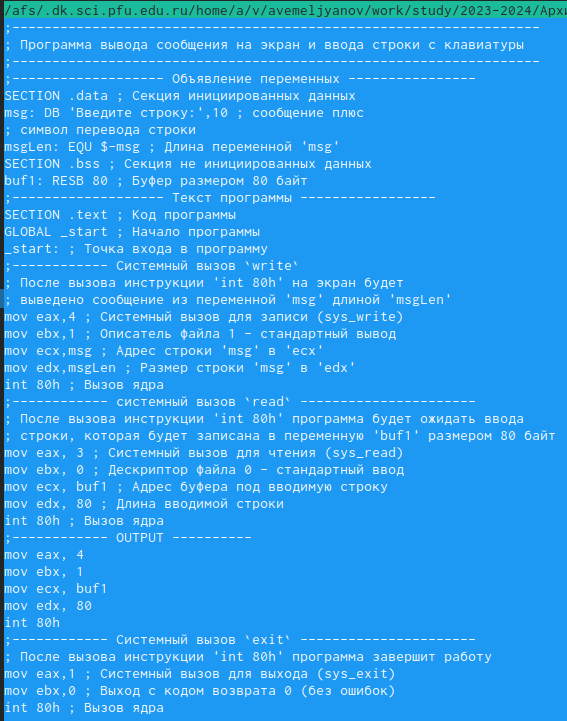 /afs/.dk.sci.pfu.edu.ru/home/a/v/avemeljyanov/work/study/2023-2024/Архи
;------------------------------------------------------------------
; Программа вывода сообщения на экран и ввода строки с клавиатуры
;------------------------------------------------------------------
;------------------- Объявление переменных ----------------
SECTION .data ; Секция инициированных данных
msg: DB 'Введите строку:',10 ; сообщение плюс
; символ перевода строки
msgLen: EQU $-msg ; Длина переменной 'msg'
SECTION .bss ; Секция не инициированных данных
buf1: RESB 80 ; Буфер размером 80 байт
;------------------- Текст программы -----------------
SECTION .text ; Код программы
GLOBAL _start ; Начало программы
_start: ; Точка входа в программу
;------------ Системный вызов `write`
; После вызова инструкции 'int 80h' на экран будет
; выведено сообщение из переменной 'msg' длиной 'msgLen'
mov eax,4 ; Системный вызов для записи (sys_write)
mov ebx,1 ; Описатель файла 1 - стандартный вывод
mov ecx,msg ; Адрес строки 'msg' в 'ecx'
mov edx,msgLen ; Размер строки 'msg' в 'edx'
int 80h ; Вызов ядра
;------------ системный вызов `read` ----------------------
; После вызова инструкции 'int 80h' программа будет ожидать ввода
; строки, которая будет записана в переменную 'buf1' размером 80 байт
mov eax, 3 ; Системный вызов для чтения (sys_read)
mov ebx, 0 ; Дескриптор файла 0 - стандартный ввод
mov ecx, buf1 ; Адрес буфера под вводимую строку
mov edx, 80 ; Длина вводимой строки
int 80h ; Вызов ядра
;------------ OUTPUT ----------
mov eax, 4
mov ebx, 1
mov ecx, buf1
mov edx, 80
int 80h
;------------ Системный вызов `exit` ----------------------
; После вызова инструкции 'int 80h' программа завершит работу
mov eax,1 ; Системный вызов для выхода (sys_exit)
mov ebx,0 ; Выход с кодом возврата 0 (без ошибок)
int 80h ; Вызов ядра